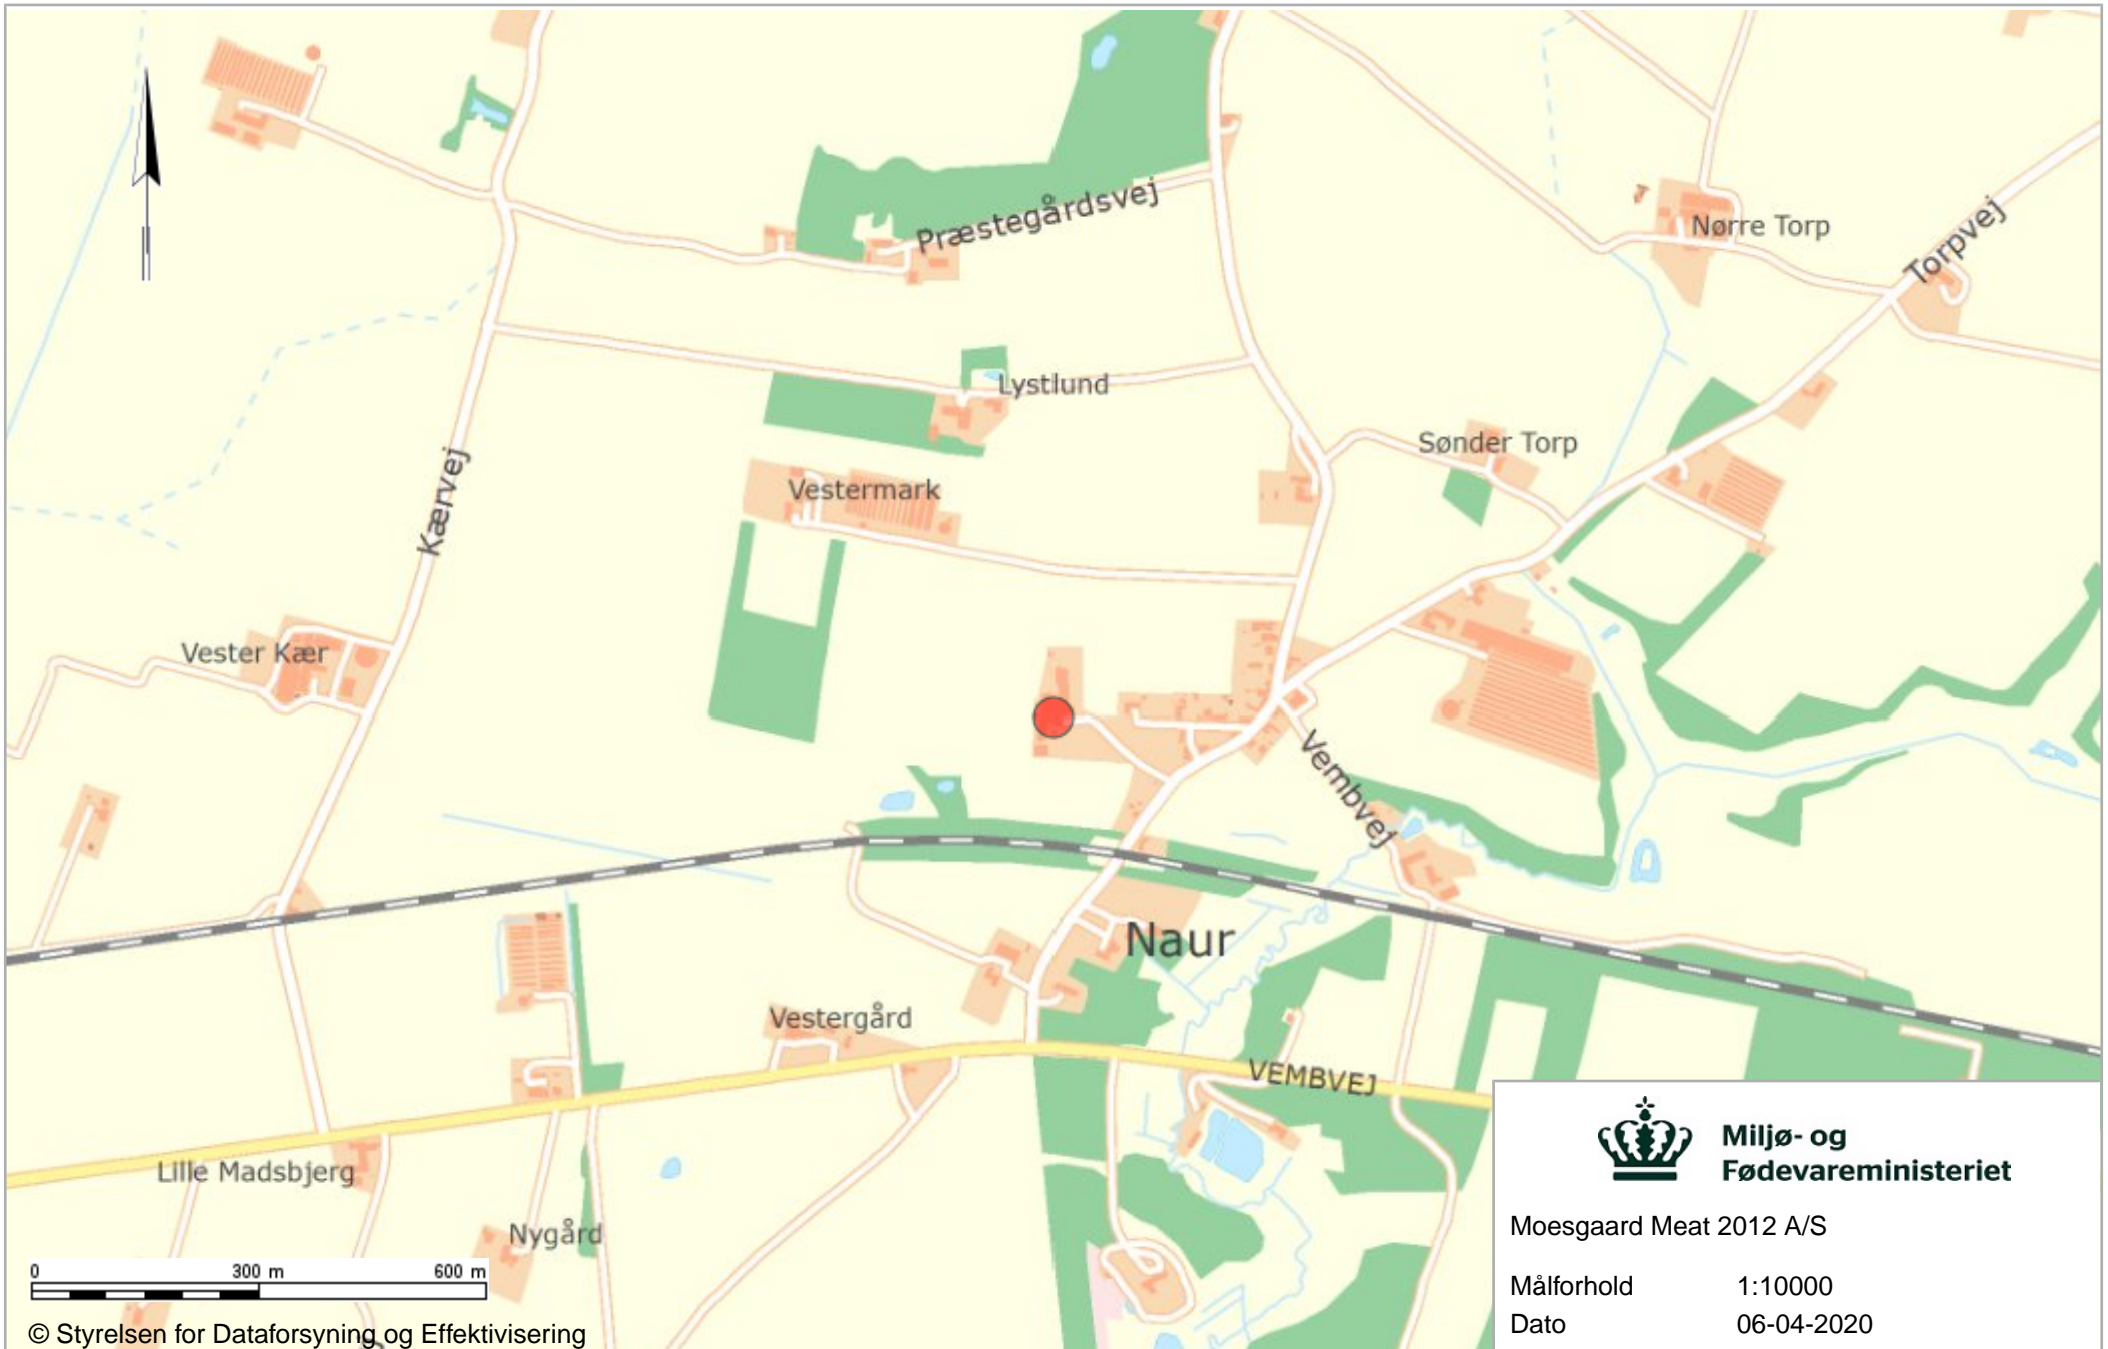 Præstegårdsvej
Nørre Torp
Torpvej
Lystlund
Sønder Torp
Kærvej
Vestermark
Vester Kær
Vembvej
Naur
Vestergård
VEMBVEJ
Lille Madsbjerg
Nygård
Miljø- og
Fødevareministeriet
Moesgaard Meat 2012 A/S
Målforhold 1:10000
Dato 06-04-2020
0 300 m 600 m
© Styrelsen for Dataforsyning og Effektivisering